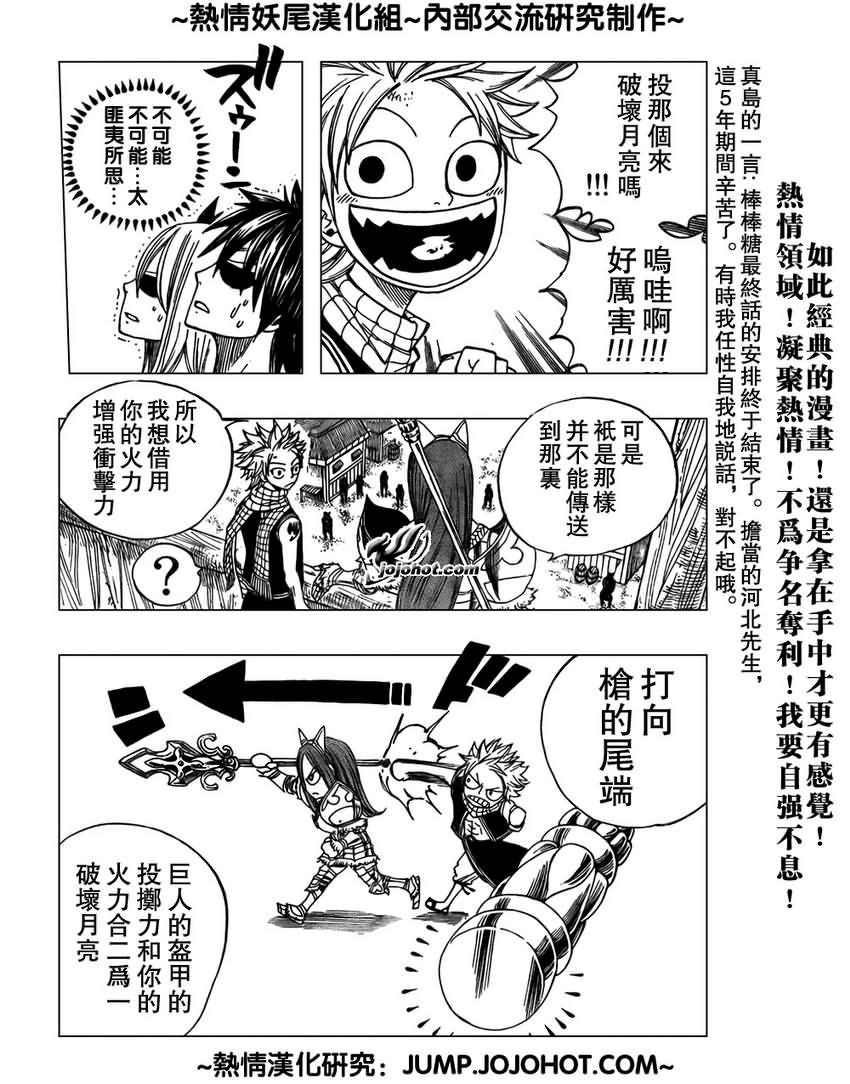 ~熱情妖尾漢化組~內部交流研究制作~
如此經典的漫畫！還是拿在手中才更有感覺！
熱情領域！凝聚熱情！不爲争名奪利！我要自强不息！
真島的一言：棒棒糖最終話的安排終于結束了。擔當的河北先生，
這５年期間辛苦了。有時我任性自我地説話，對不起哦。
投那個來
破壞月亮嗎
!!!
嗚哇啊!!!
好厲害!!!
スゥーン
不可能
不可能…太
匪夷所思…
可是
衹是那樣
并不能傳送
到那裏
所以
我想借用
你的火力
增强衝擊
力
？
jojohot.com
打向
槍的尾端
巨人的盔甲的
投擲力和你的
火力合二爲一
破壞月亮
~熱情漢化研究：JUMP.JOJOHOT.COM~